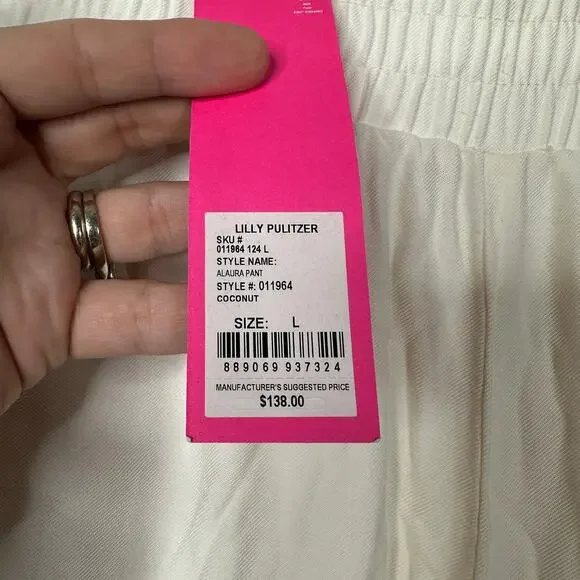 LILLY PULITZER
SKU #
011964 124 L
STYLE NAME:
ALAURA PANT
STYLE #: 011964
COCONUT
SIZE: L
889069 937324
MANUFACTURER'S SUGGESTED PRICE
$138.00